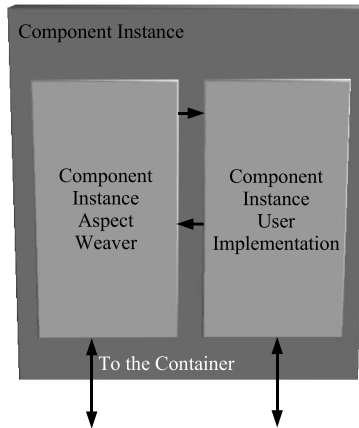 Component Instance
Component
Instance
Aspect
Weaver
Component
Instance
User
Implementation
To the Container